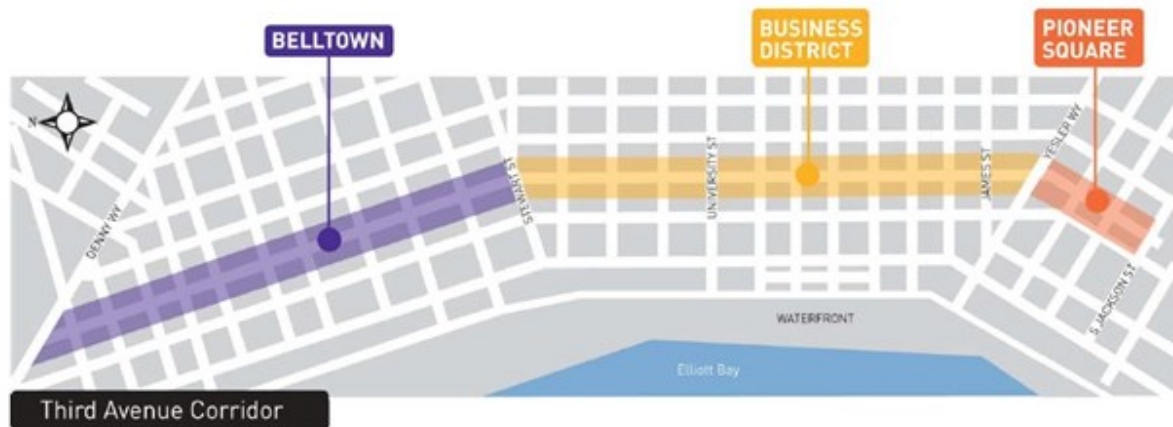 BELLTOWN
BUSINESS
DISTRICT
PIONEER
SQUARE
N
DENNY WY
STEWART ST
UNIVERSITY ST
JAMES ST
YESLER WY
S JACKSON ST
WATERFRONT
Elliott Bay
Third Avenue Corridor